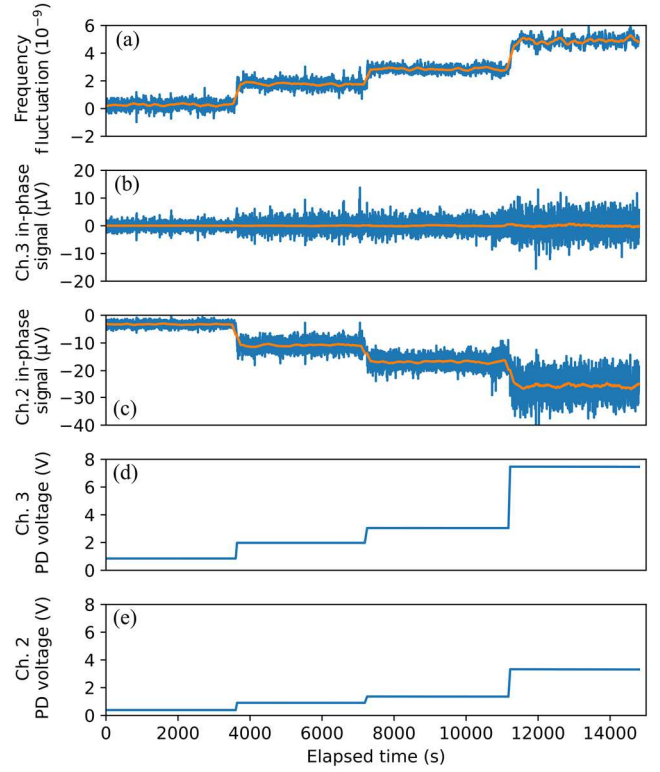 Frequency
fluctuation (10⁻⁹)
6
4
2
0
−2
(a)
Ch.3 in-phase
signal (μV)
20
10
0
−10
−20
(b)
Ch.2 in-phase
signal (μV)
0
−10
−20
−30
−40
(c)
Ch. 3
PD voltage (V)
8
6
4
2
0
(d)
Ch. 2
PD voltage (V)
8
6
4
2
0
(e)
0 2000 4000 6000 8000 10000 12000 14000
Elapsed time (s)